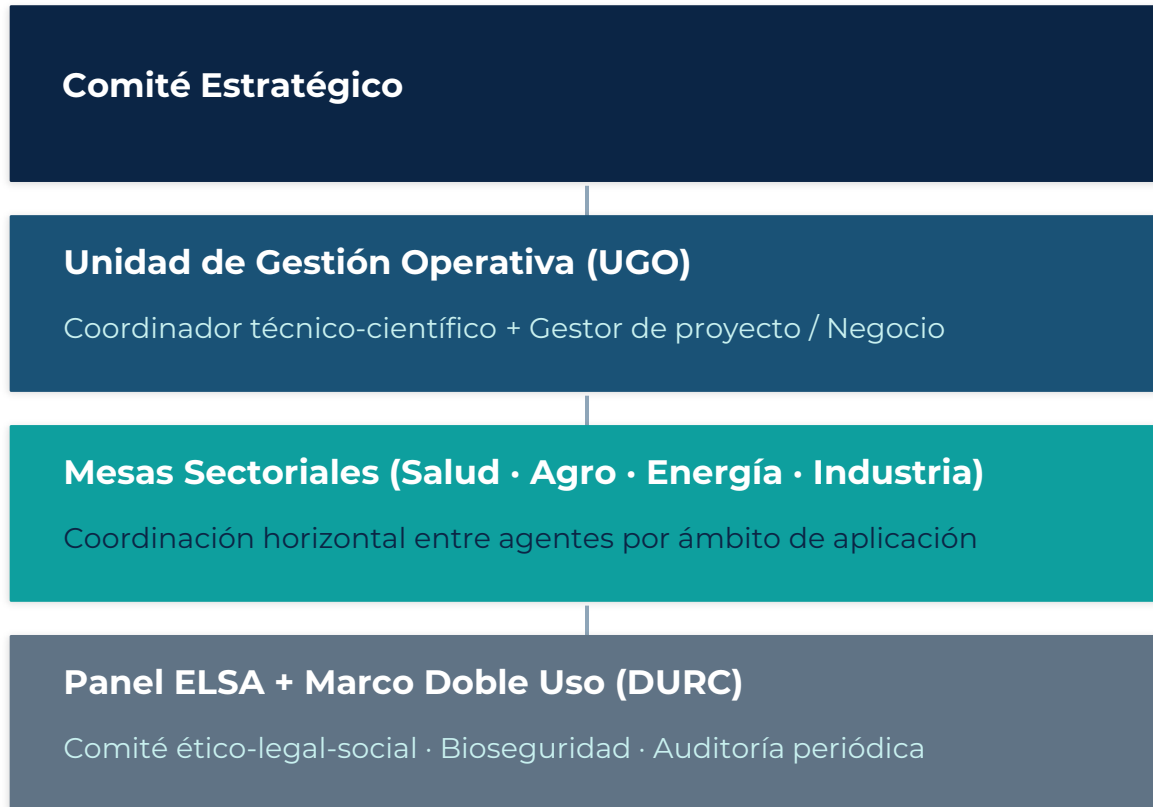 Comité Estratégico
Unidad de Gestión Operativa (UGO)
Coordinador técnico-científico + Gestor de proyecto / Negocio
Mesas Sectoriales (Salud · Agro · Energía · Industria)
Coordinación horizontal entre agentes por ámbito de aplicación
Panel ELSA + Marco Doble Uso (DURC)
Comité ético-legal-social · Bioseguridad · Auditoría periódica